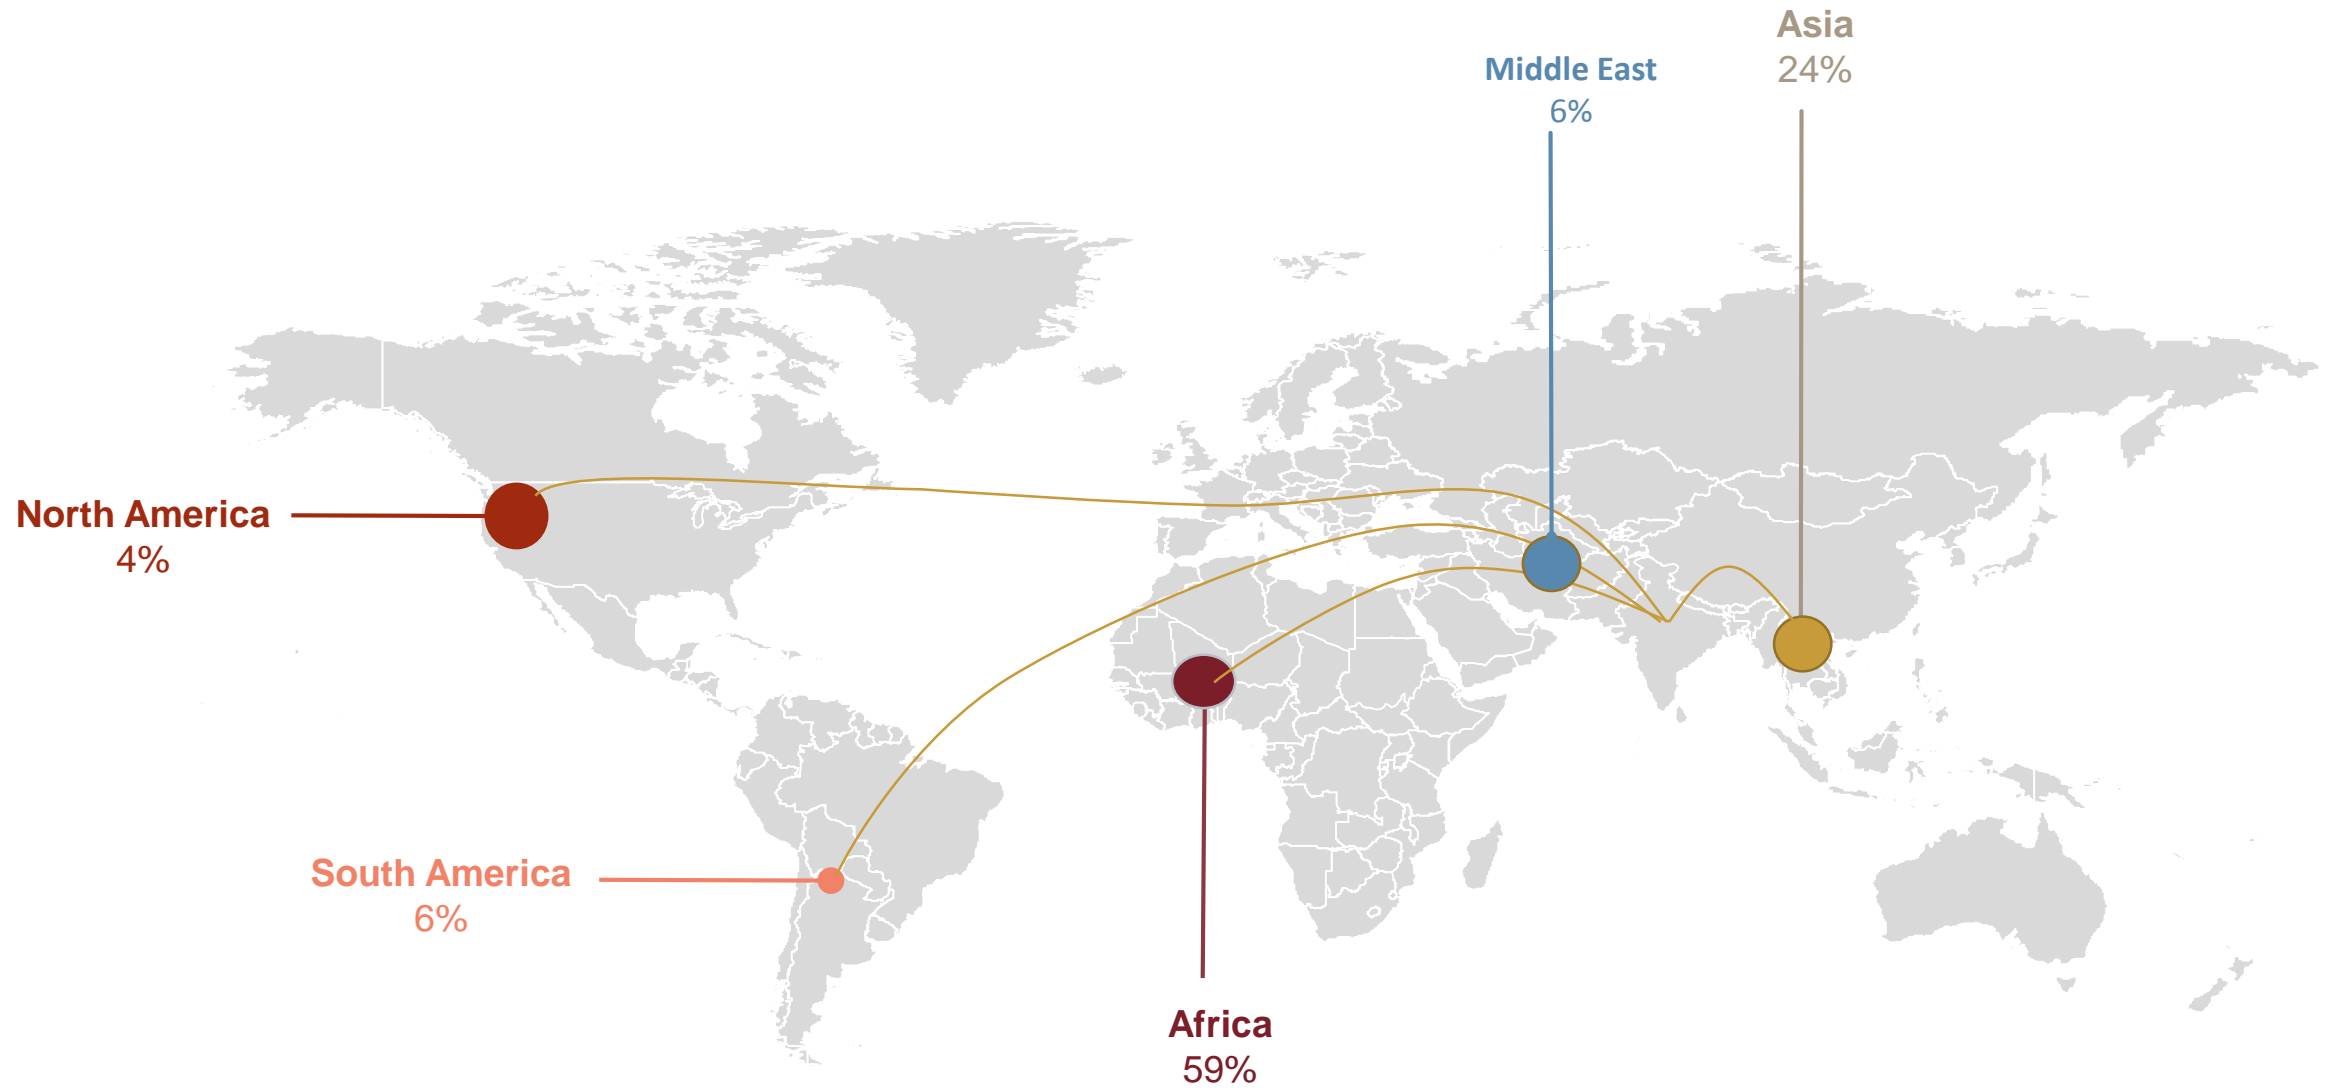 Asia
24%
Middle East
6%
North America
4%
South America
6%
Africa
59%